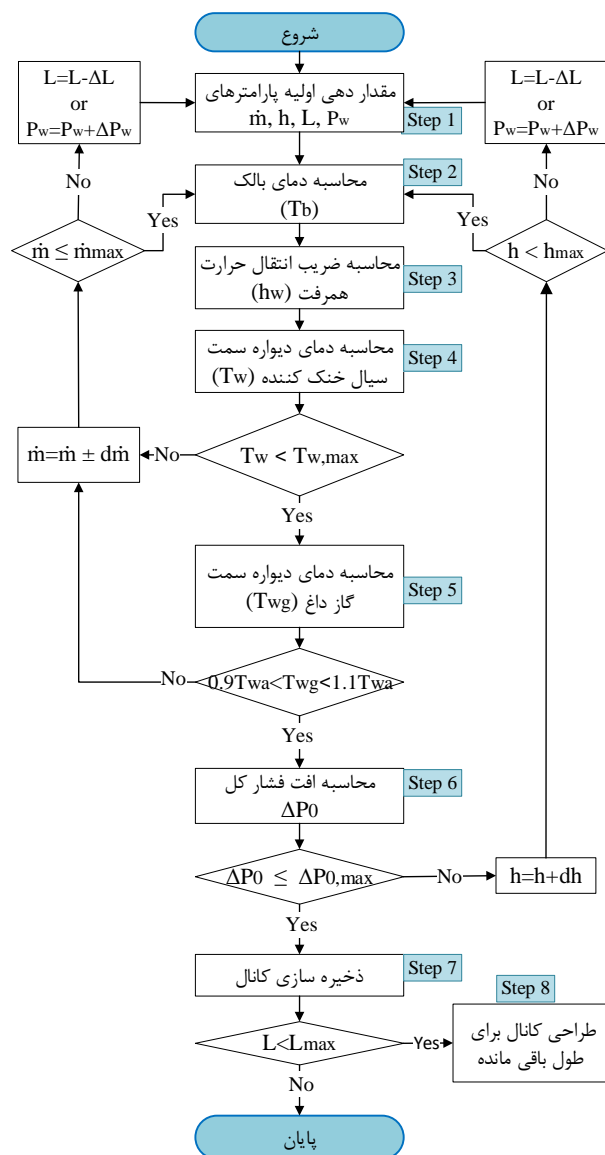 شروع
L=L-ΔL
or
Pw=Pw+ΔPw
مقدار دهی اولیه پارامترهای
ṁ, h, L, Pw
Step 1
L=L-ΔL
or
Pw=Pw+ΔPw
No
No
محاسبه دمای بالک
(Tb)
Step 2
Yes
Yes
ṁ ≤ ṁmax
h < hmax
محاسبه ضریب انتقال حرارت
همرفت (hw)
Step 3
محاسبه دمای دیواره سمت
سیال خنک کننده (Tw)
Step 4
ṁ=ṁ ± dṁ
No
Tw < Tw,max
Yes
محاسبه دمای دیواره سمت
گاز داغ (Twg)
Step 5
No
0.9Twa<Twg<1.1Twa
Yes
محاسبه افت فشار کل
ΔP0
Step 6
ΔP0 ≤ ΔP0,max
No
h=h+dh
Yes
ذخیره سازی کانال
Step 7
Step 8
L<Lmax
Yes
طراحی کانال برای
طول باقی مانده
No
پایان